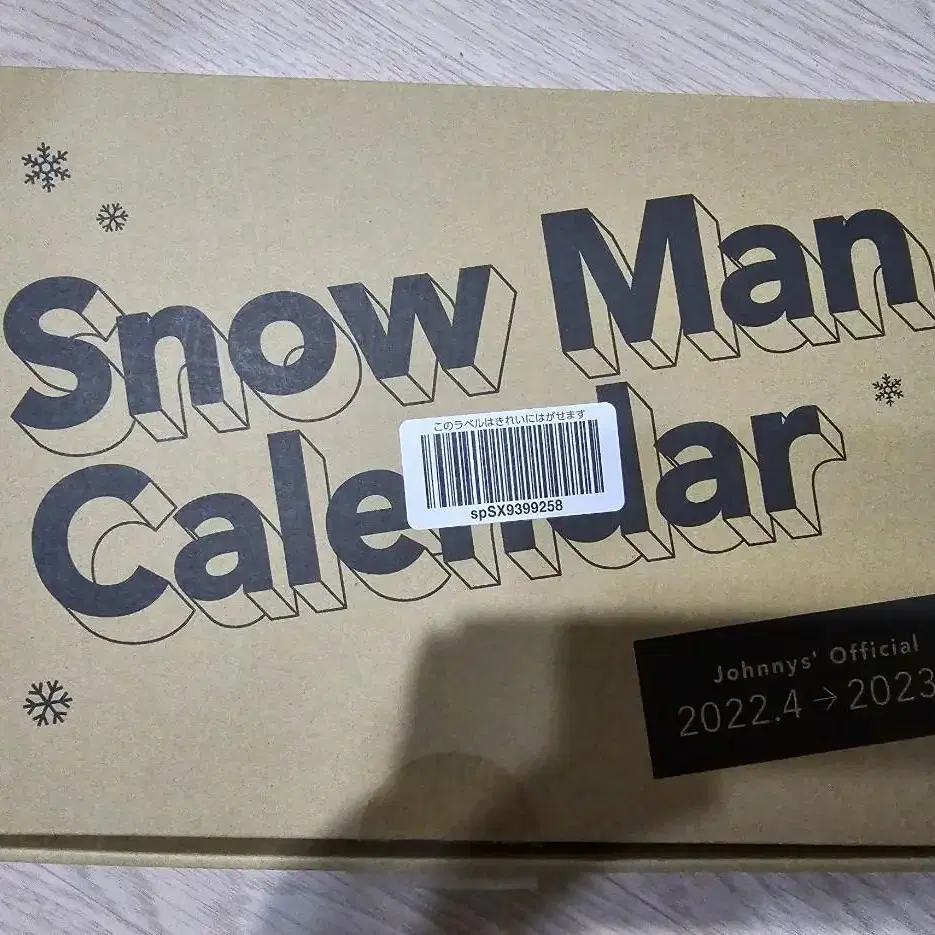 Snow Man
Calendar
このラベルはきれいにはがせます
spSX9399258
Johnnys' Official
2022.4→2023